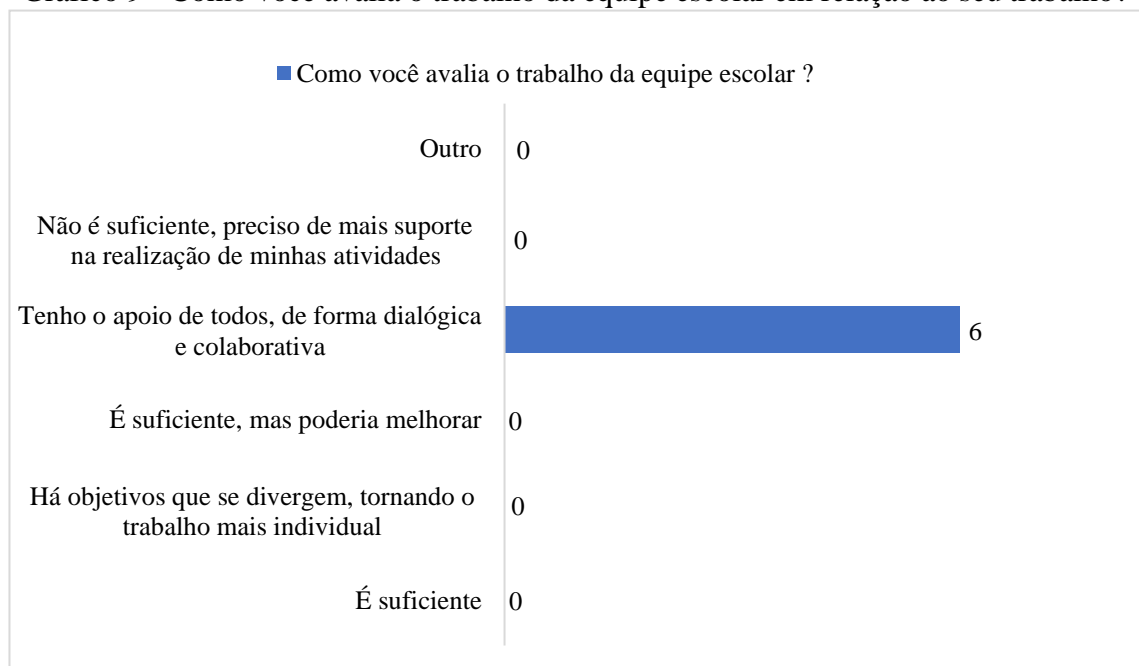 Gráfico 9 – Como você avalia o trabalho da equipe escolar em relação ao seu trabalho?
Como você avalia o trabalho da equipe escolar ?
Outro 0
Não é suficiente, preciso de mais suporte
na realização de minhas atividades 0
Tenho o apoio de todos, de forma dialógica
e colaborativa 6
É suficiente, mas poderia melhorar 0
Há objetivos que se divergem, tornando o
trabalho mais individual 0
É suficiente 0